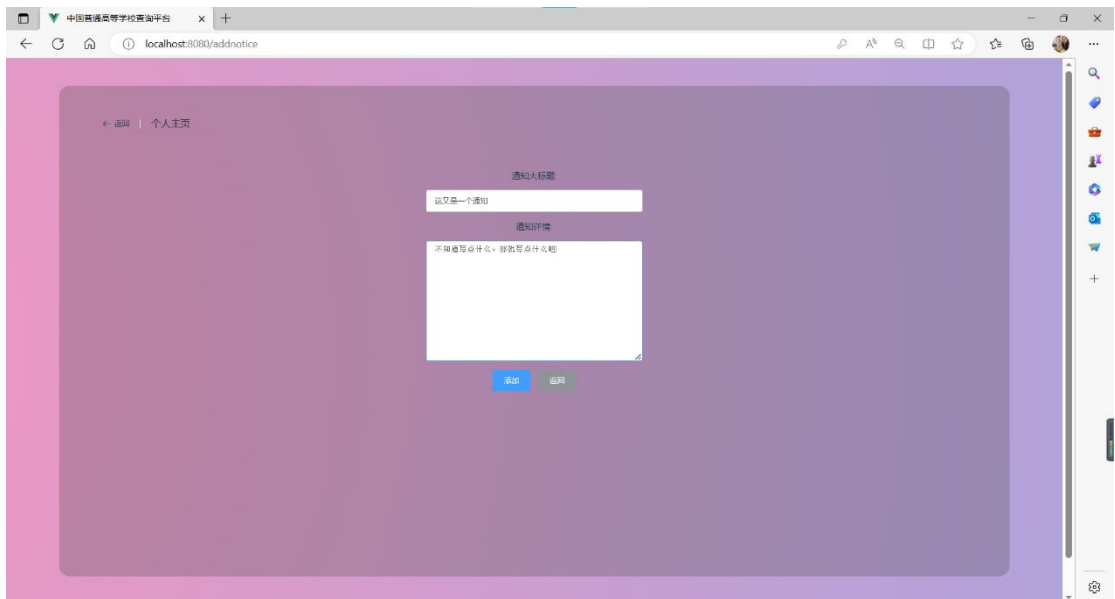 中国普通高等学校查询平台
localhost:8080/addnotice
← 返回 | 个人主页
通知大标题
这又是一个通知
通知详情
不知道写点什么，那就写点什么吧
添加 返回